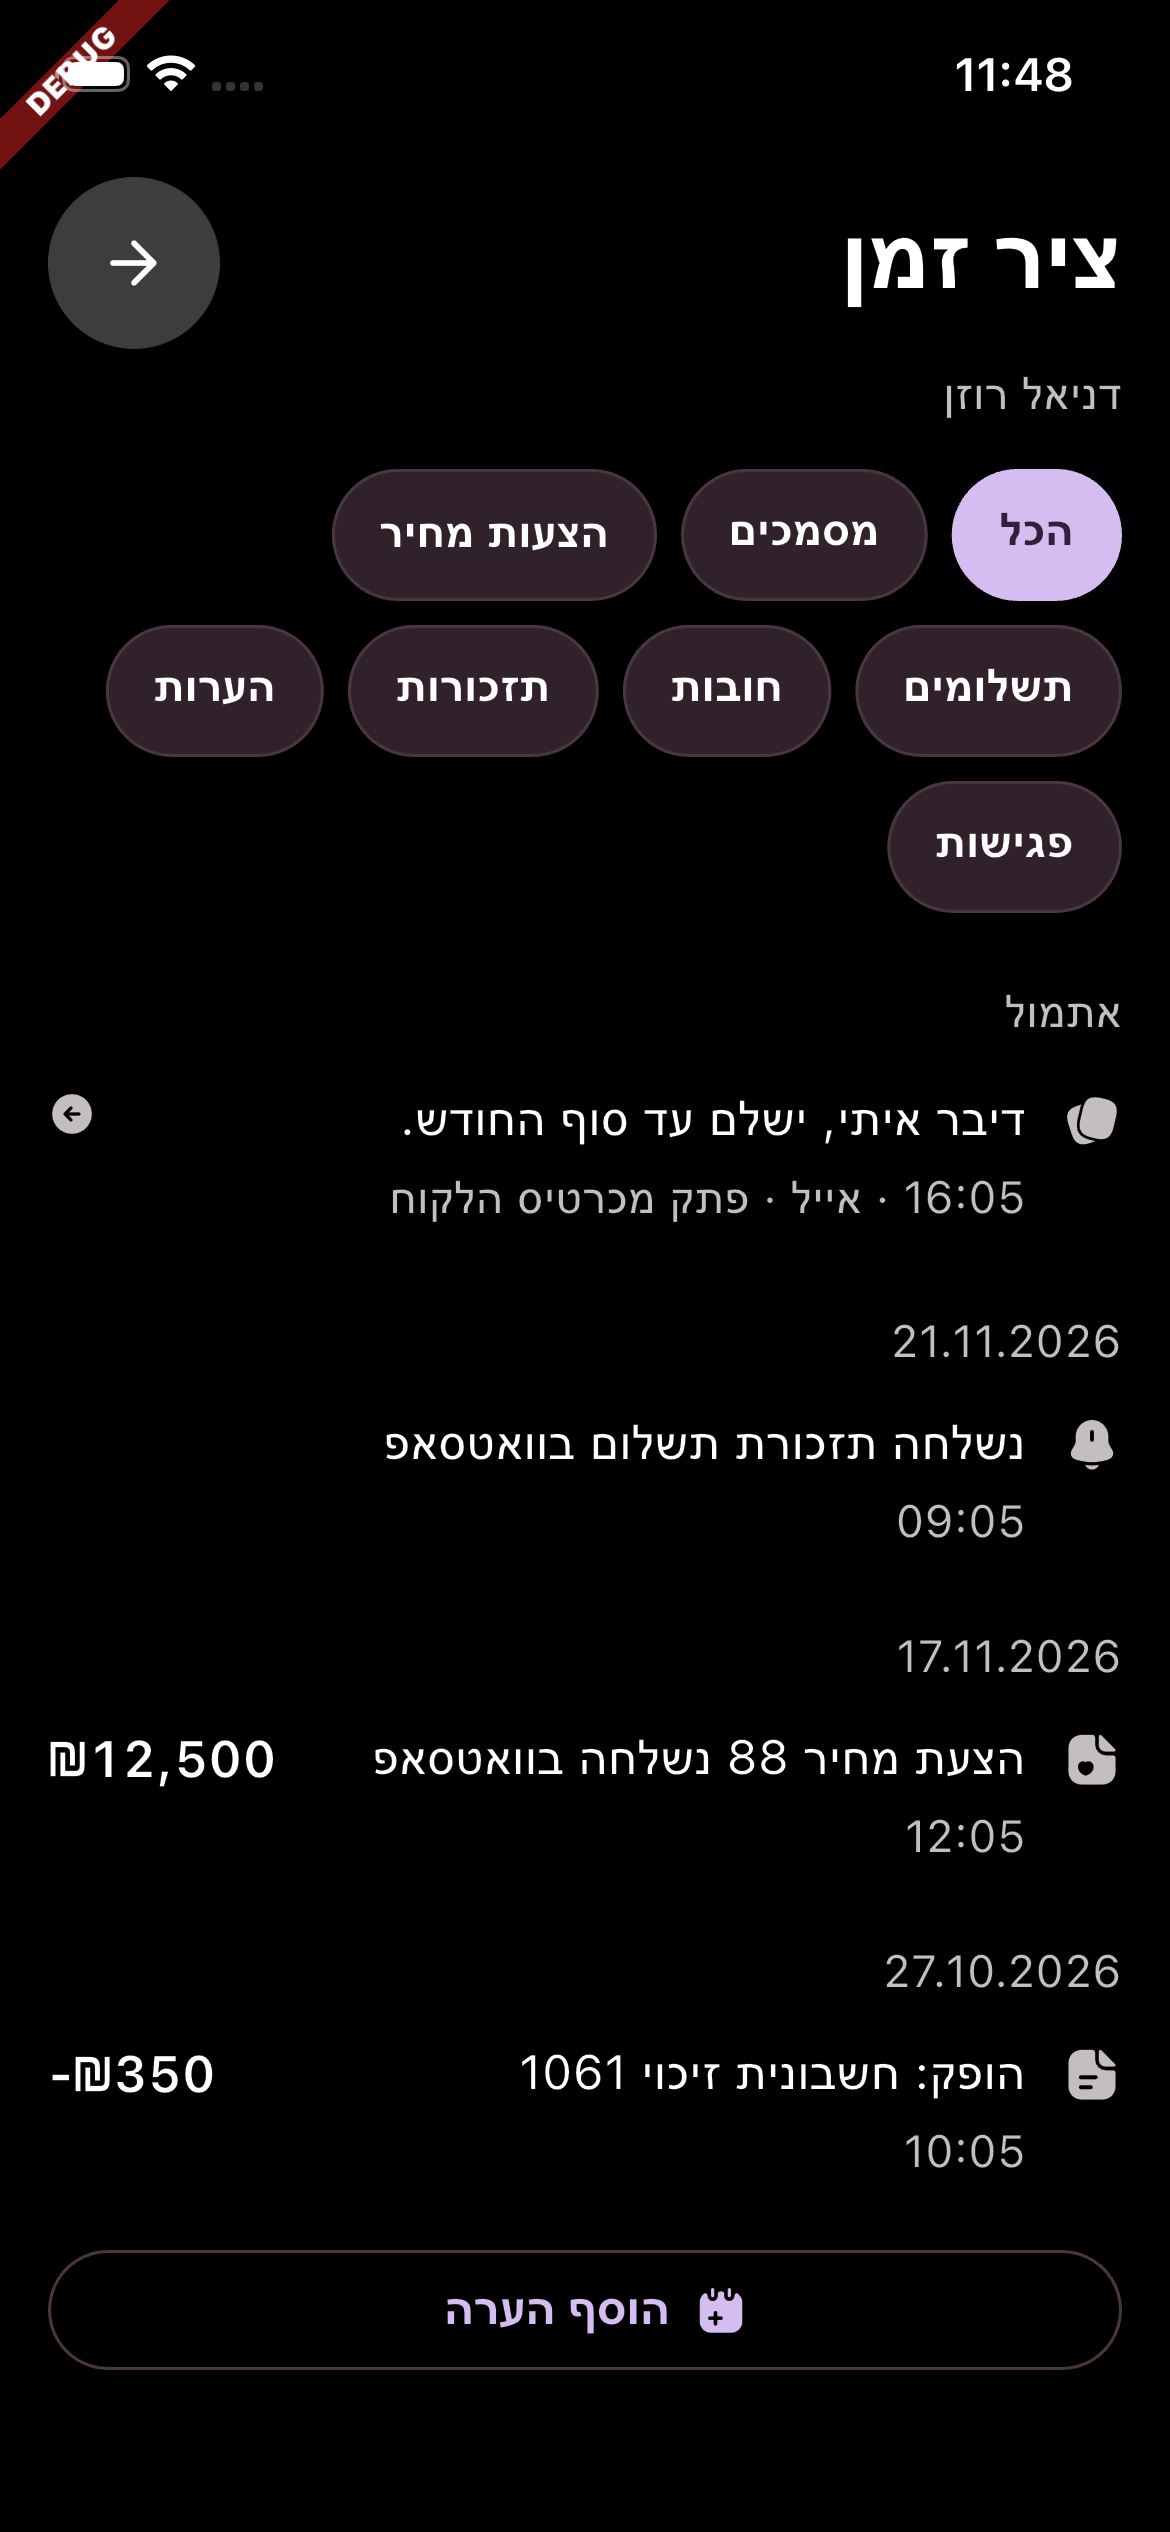 DEBUG
11:48
ציר זמן
דניאל רוזן
הכל
מסמכים
הצעות מחיר
תשלומים
חובות
תזכורות
הערות
פגישות
אתמול
דיבר איתי, ישלם עד סוף החודש.
16:05 · אייל · פתק מכרטיס הלקוח
21.11.2026
נשלחה תזכורת תשלום בוואטסאפ
09:05
17.11.2026
הצעת מחיר 88 נשלחה בוואטסאפ
₪12,500
12:05
27.10.2026
הופק: חשבונית זיכוי 1061
-₪350
10:05
הוסף הערה